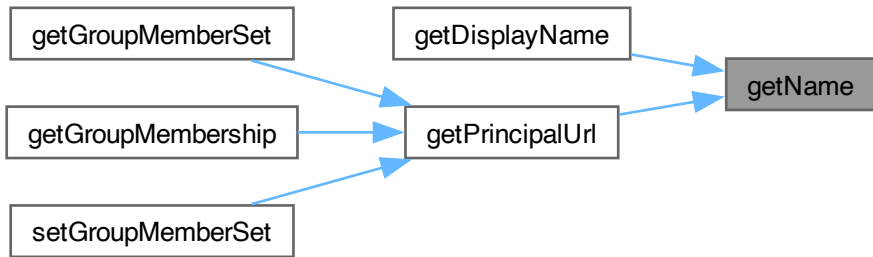 getGroupMemberSet
getDisplayName
getName
getGroupMembership
getPrincipalUrl
setGroupMemberSet